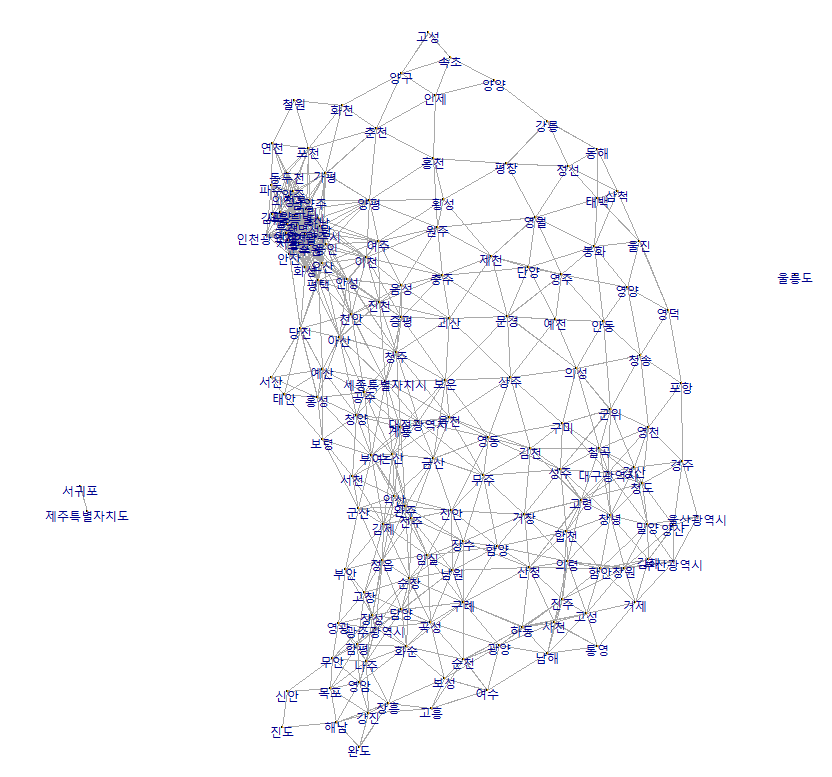 고성
속초
양구
양양
인제
철원
화천
강릉
춘천
연천
포천
동해
홍천
평창
정선
동두천
가평
파주
삼척
태백
양평
횡성
영월
원주
인천광역시
여주
울진
봉화
이천
제천
안산
화성
오산
단양
영주
울릉도
평택
안성
음성
충주
영양
진천
영덕
천안
증평
괴산
문경
예천
안동
당진
아산
청주
청송
예산
의성
서산
세종특별자치시
보은
상주
포항
태안
홍성
공주
군위
청양
옥천
대전광역시
계룡
구미
영천
보령
영동
칠곡
김천
부여
논산
금산
경주
서천
무주
성주
대구광역시
경산
청도
서귀포
익산
고령
군산
완주
진안
거창
창녕
제주특별자치도
전주
김제
울산광역시
밀양
양산
합천
장수
함양
정읍
임실
의령
김해
부산광역시
부안
남원
산청
함안
창원
순창
고창
구례
진주
거제
담양
장성
고성
영광
광주광역시
곡성
하동
사천
함평
화순
광양
통영
무안
나주
순천
남해
영암
보성
신안
목포
여수
장흥
고흥
강진
진도
해남
완도